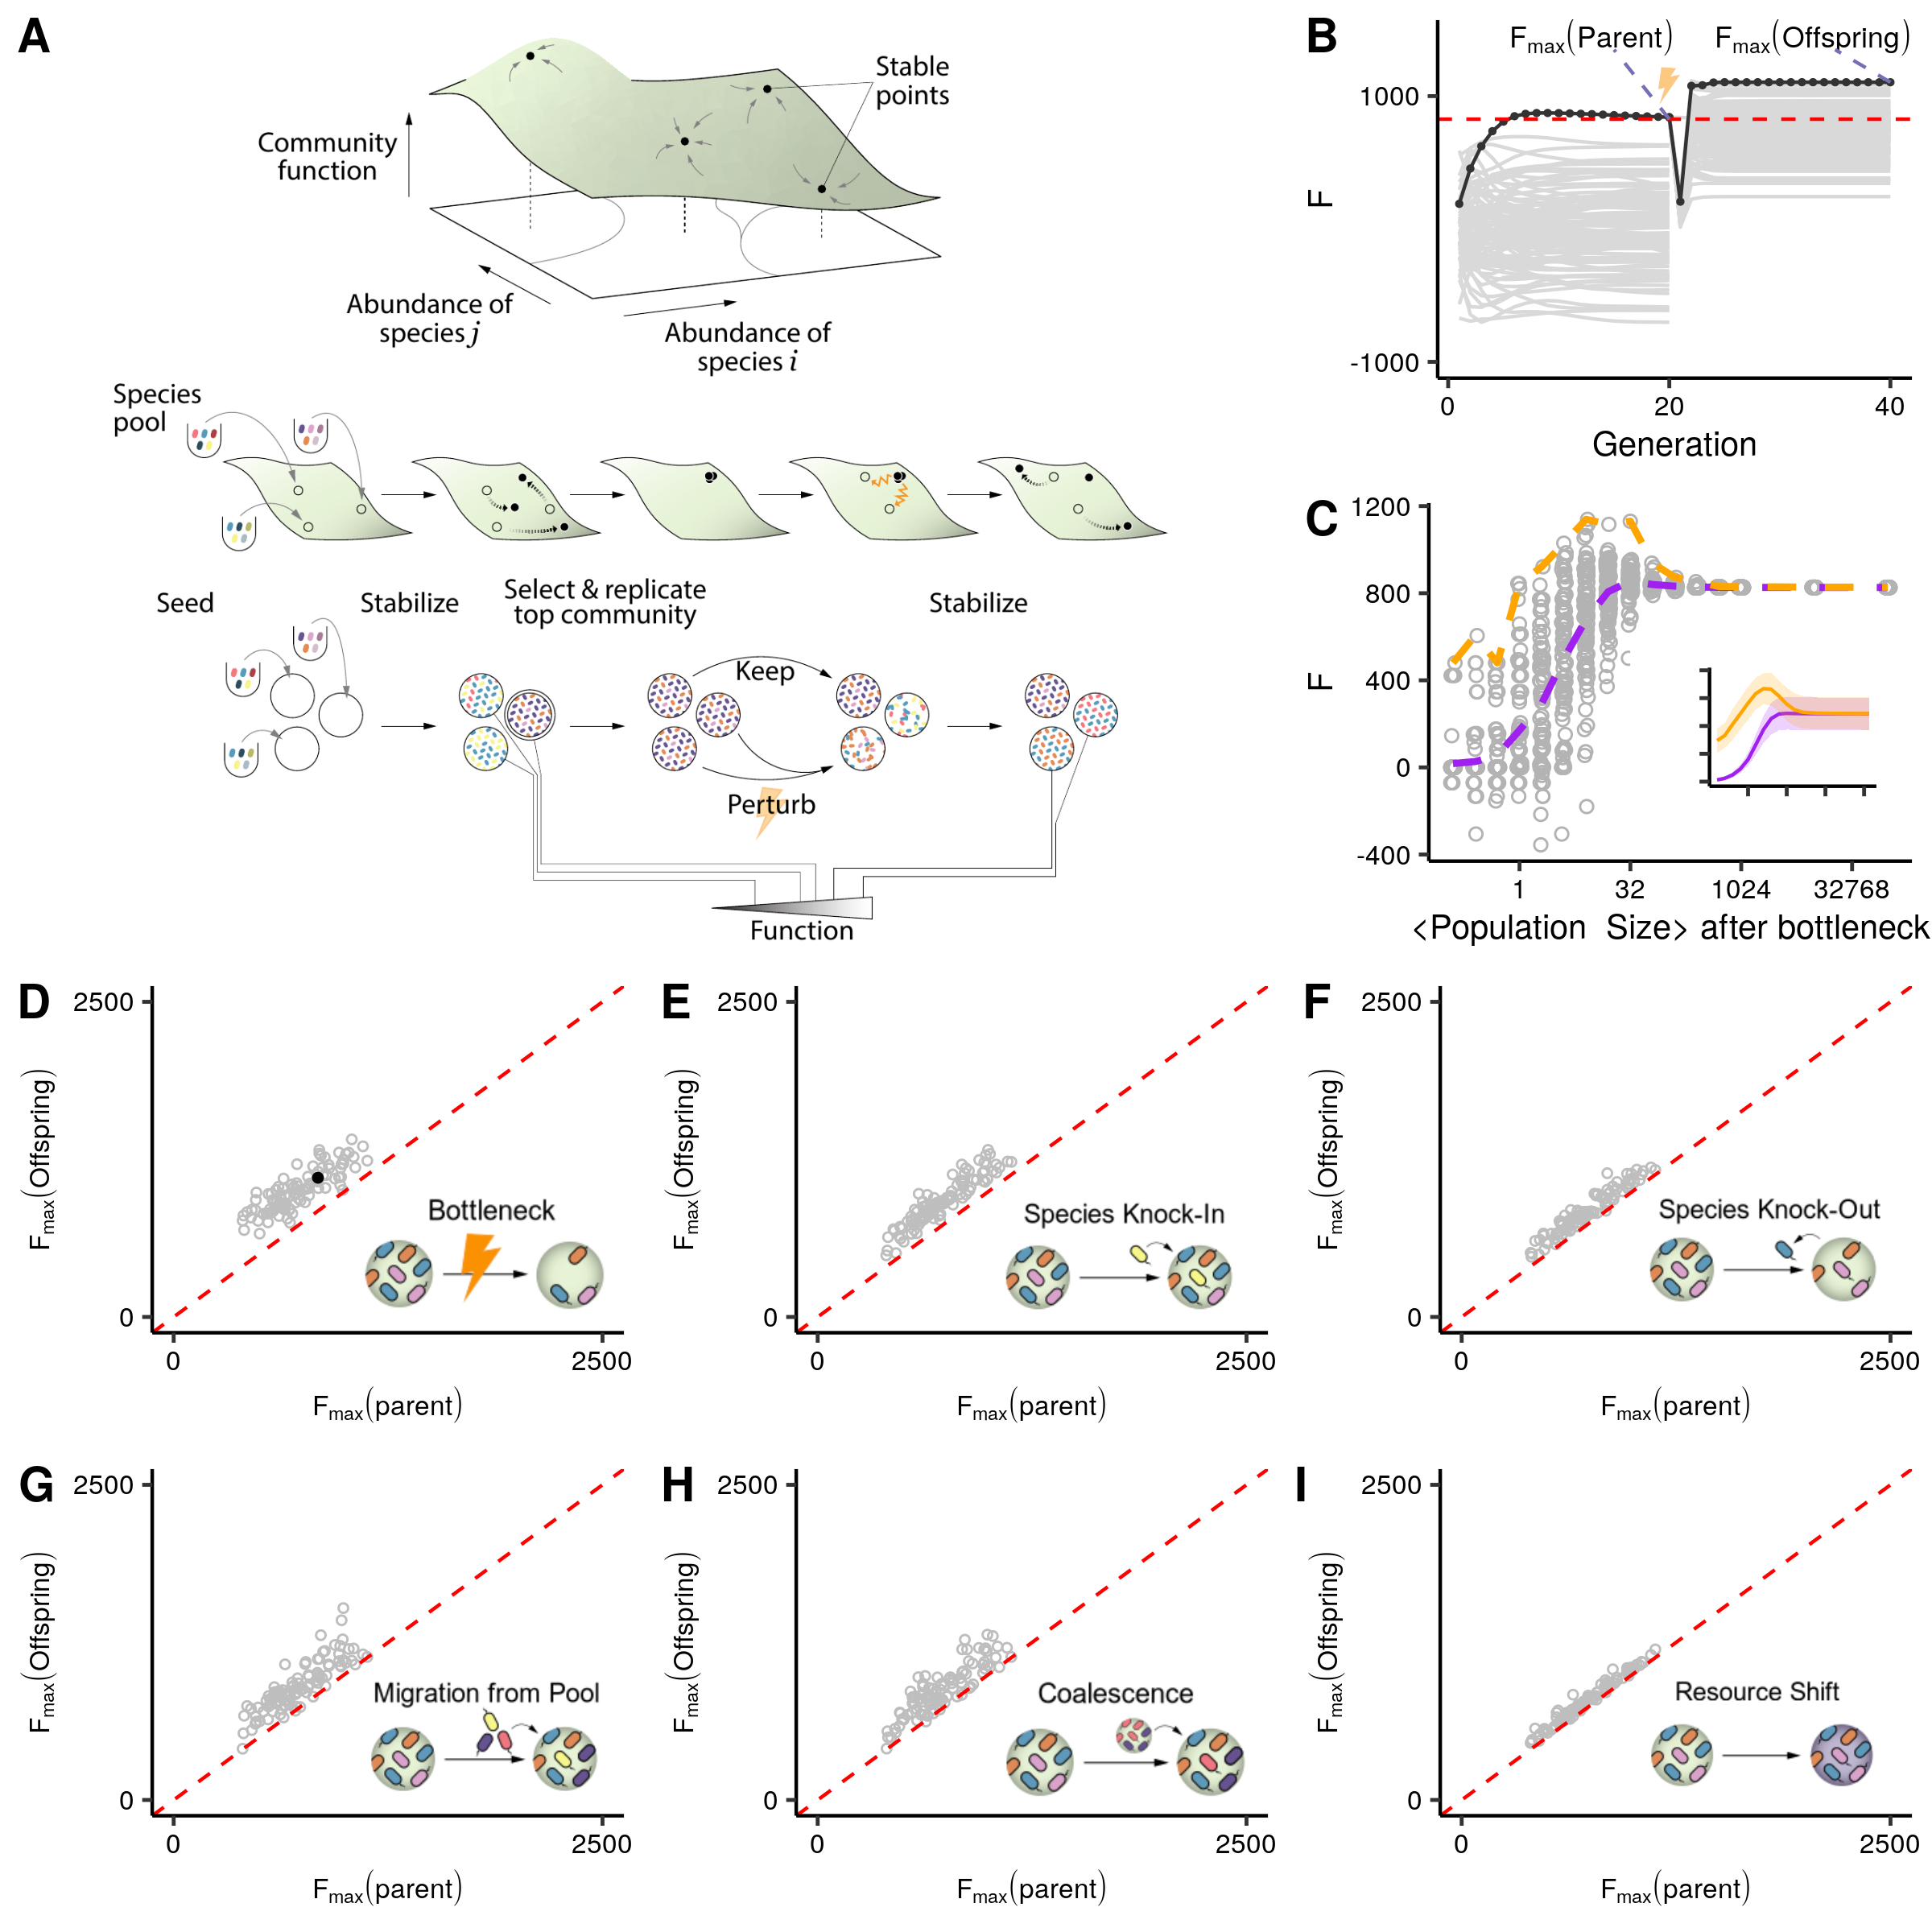 A
Community
function
Stable
points
Abundance of
species j
Abundance of
species i
Species
pool
Seed
Stabilize
Select & replicate
top community
Stabilize
Keep
Perturb
Function
B
Fmax(Parent)
Fmax(Offspring)
1000
-1000
F
0
20
40
Generation
C
1200
800
400
0
-400
F
1
32
1024
32768
<Population Size> after bottleneck
D
2500
0
Fmax(Offspring)
Bottleneck
0
2500
Fmax(parent)
E
2500
0
Fmax(Offspring)
Species Knock-In
0
2500
Fmax(parent)
F
2500
0
Fmax(Offspring)
Species Knock-Out
0
2500
Fmax(parent)
G
2500
0
Fmax(Offspring)
Migration from Pool
0
2500
Fmax(parent)
H
2500
0
Fmax(Offspring)
Coalescence
0
2500
Fmax(parent)
I
2500
0
Fmax(Offspring)
Resource Shift
0
2500
Fmax(parent)